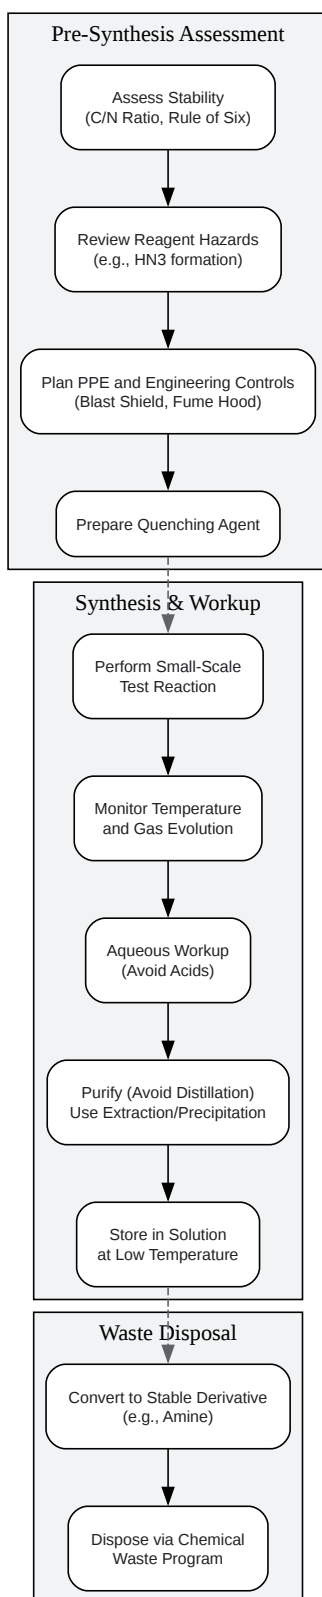 Pre-Synthesis Assessment
Assess Stability
(C/N Ratio, Rule of Six)
Review Reagent Hazards
(e.g., HN3 formation)
Plan PPE and Engineering Controls
(Blast Shield, Fume Hood)
Prepare Quenching Agent
Synthesis & Workup
Perform Small-Scale
Test Reaction
Monitor Temperature
and Gas Evolution
Aqueous Workup
(Avoid Acids)
Purify (Avoid Distillation)
Use Extraction/Precipitation
Store in Solution
at Low Temperature
Waste Disposal
Convert to Stable Derivative
(e.g., Amine)
Dispose via Chemical
Waste Program